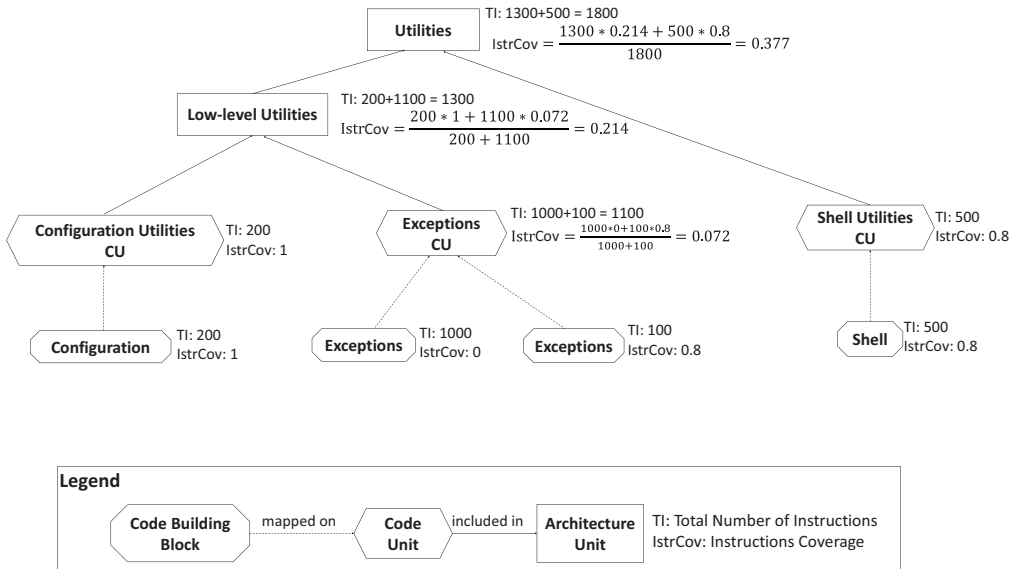 Utilities
TI: 1300+500 = 1800
IstrCov = (1300 * 0.214 + 500 * 0.8) / 1800 = 0.377
Low-level Utilities
TI: 200+1100 = 1300
IstrCov = (200 * 1 + 1100 * 0.072) / (200 + 1100) = 0.214
Configuration Utilities
CU
TI: 200
IstrCov: 1
Exceptions
CU
TI: 1000+100 = 1100
IstrCov = (1000*0+100*0.8) / (1000+100) = 0.072
Shell Utilities
CU
TI: 500
IstrCov: 0.8
Configuration
TI: 200
IstrCov: 1
Exceptions
TI: 1000
IstrCov: 0
Exceptions
TI: 100
IstrCov: 0.8
Shell
TI: 500
IstrCov: 0.8
Legend
Code Building
Block
mapped on
Code
Unit
included in
Architecture
Unit
TI: Total Number of Instructions
IstrCov: Instructions Coverage